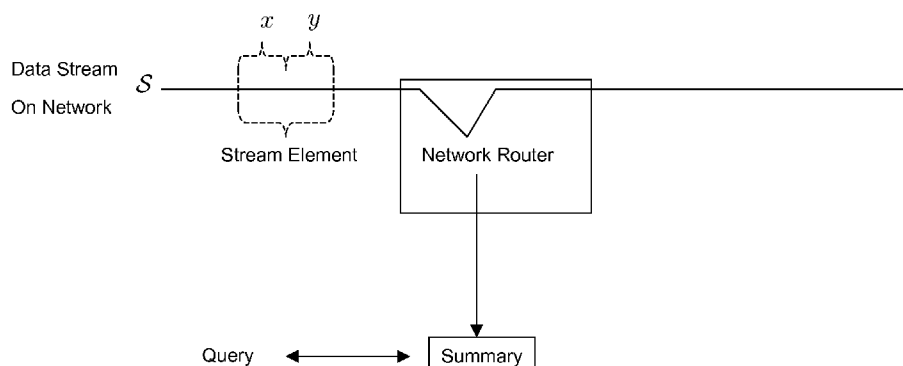 x y
Data Stream
On Network
𝒮
Stream Element
Network Router
Query
Summary